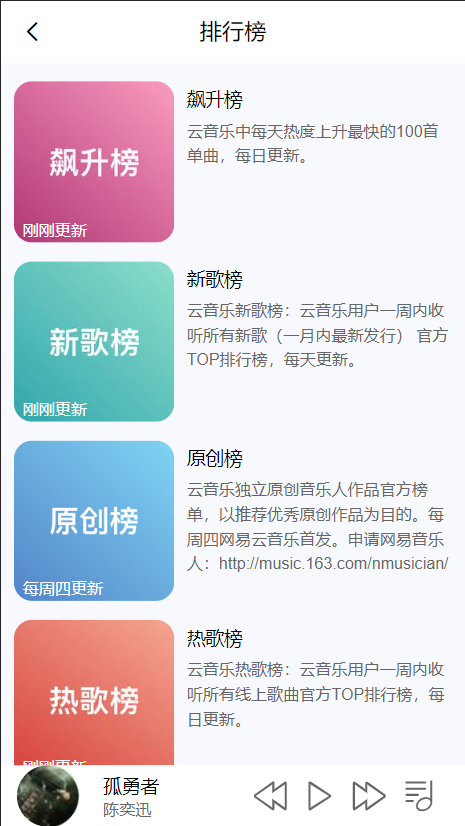 排行榜
飙升榜
刚刚更新
飙升榜
云音乐中每天热度上升最快的100首
单曲，每日更新。
新歌榜
刚刚更新
新歌榜
云音乐新歌榜：云音乐用户一周内收
听所有新歌（一月内最新发行） 官方
TOP排行榜，每天更新。
原创榜
每周四更新
原创榜
云音乐独立原创音乐人作品官方榜
单，以推荐优秀原创作品为目的。每
周四网易云音乐首发。申请网易音乐
人：http://music.163.com/nmusician/
热歌榜
刚刚更新
热歌榜
云音乐热歌榜：云音乐用户一周内收
听所有线上歌曲官方TOP排行榜，每
日更新。
孤勇者
陈奕迅